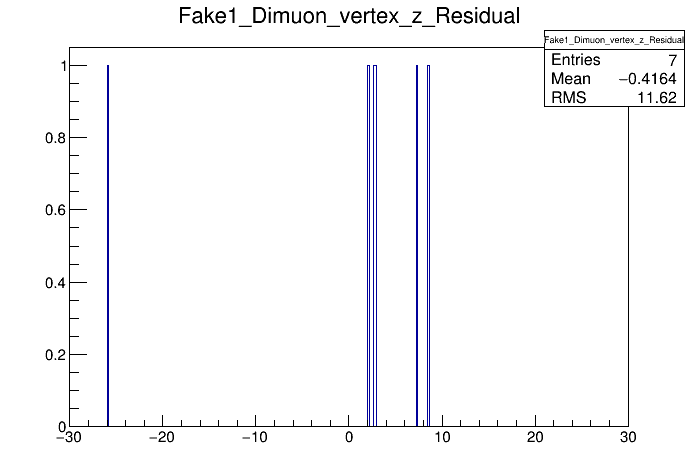 Fake1_Dimuon_vertex_z_Residual
Fake1_Dimuon_vertex_z_Residual
Entries 7
Mean −0.4164
RMS 11.62
1
0.8
0.6
0.4
0.2
0
−30 −20 −10 0 10 20 30